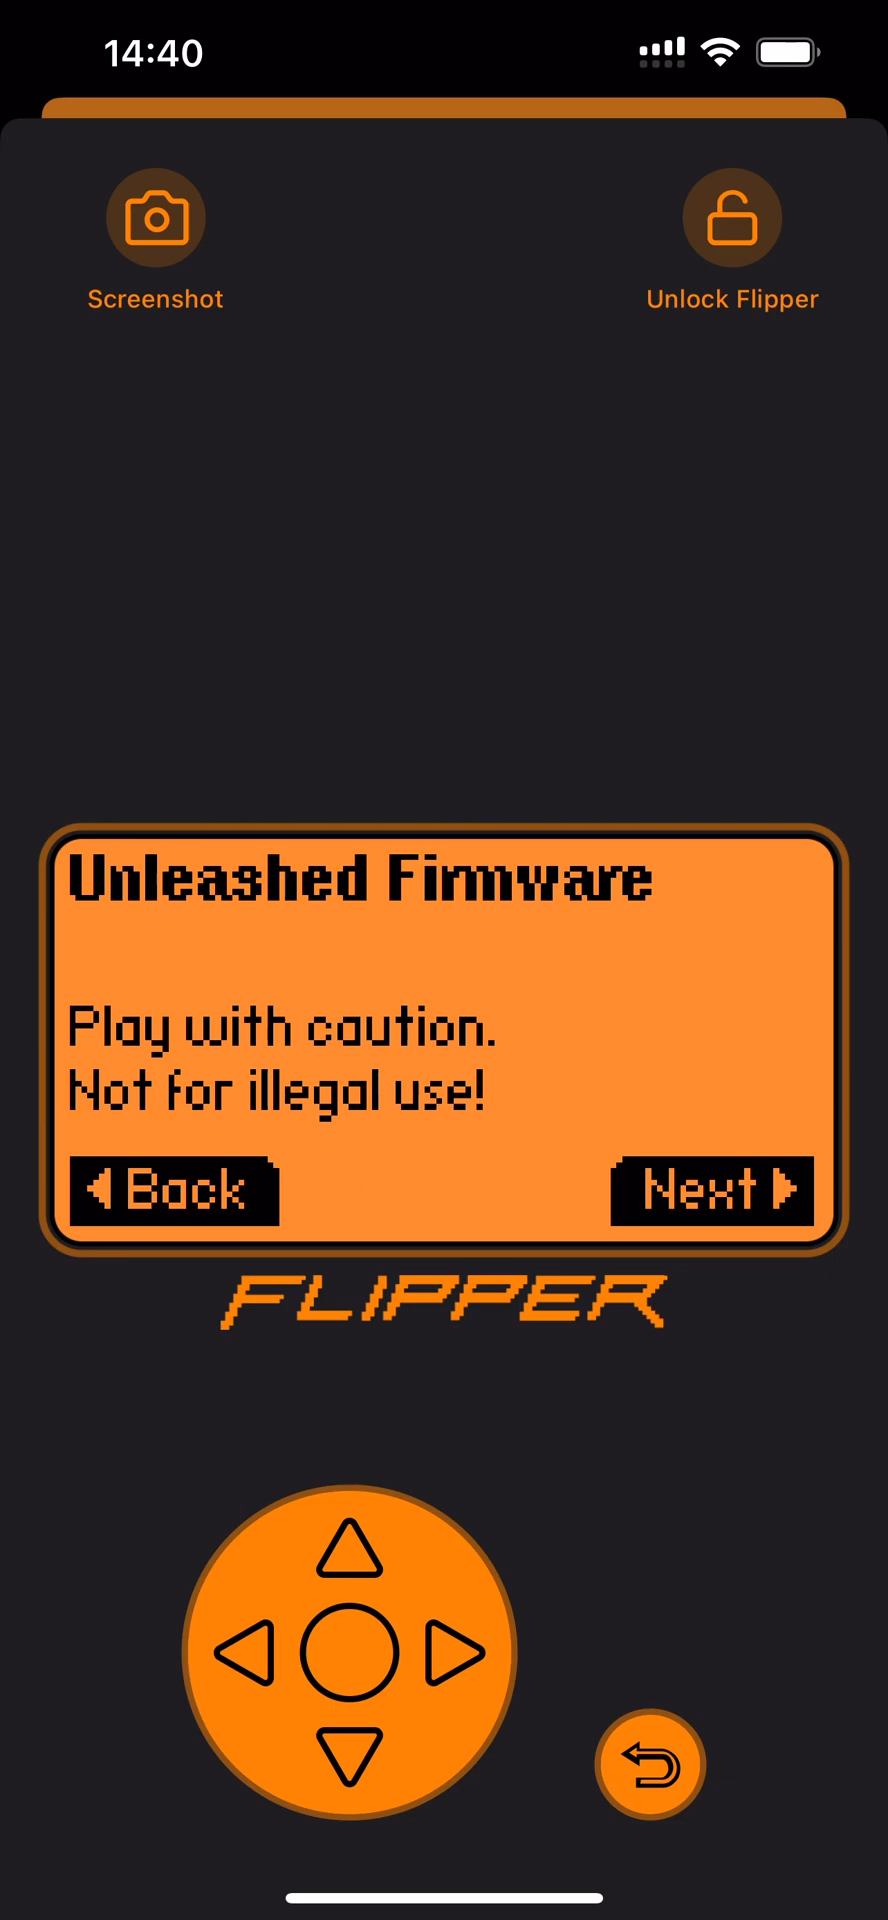 14:40
Screenshot
Unlock Flipper
Unleashed Firmware
Play with caution.
Not for illegal use!
Back
Next
FLIPPER